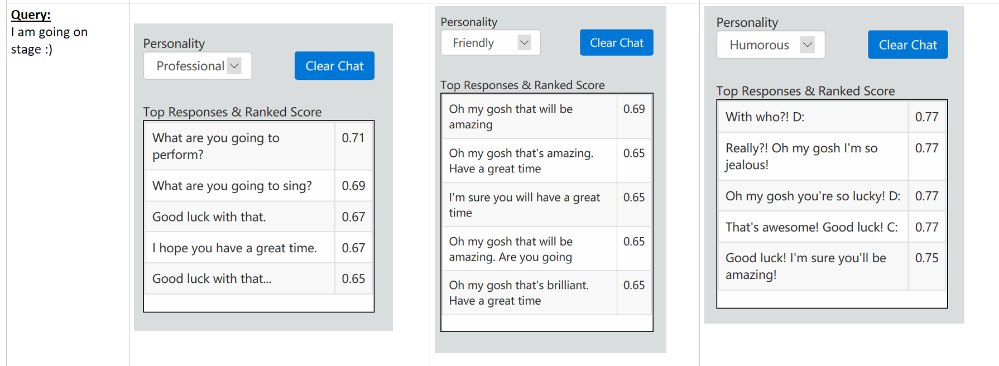 Query:
I am going on
stage :)
Personality
Professional
Clear Chat
Top Responses & Ranked Score
What are you going to
perform?
0.71
What are you going to sing?
0.69
Good luck with that.
0.67
I hope you have a great time.
0.67
Good luck with that...
0.65
Personality
Friendly
Clear Chat
Top Responses & Ranked Score
Oh my gosh that will be
amazing
0.69
Oh my gosh that's amazing.
Have a great time
0.65
I'm sure you will have a great
time
0.65
Oh my gosh that will be
amazing. Are you going
0.65
Oh my gosh that's brilliant.
Have a great time
0.65
Personality
Humorous
Clear Chat
Top Responses & Ranked Score
With who?! D:
0.77
Really?! Oh my gosh I'm so
jealous!
0.77
Oh my gosh you're so lucky! D:
0.77
That's awesome! Good luck! C:
0.77
Good luck! I'm sure you'll be
amazing!
0.75